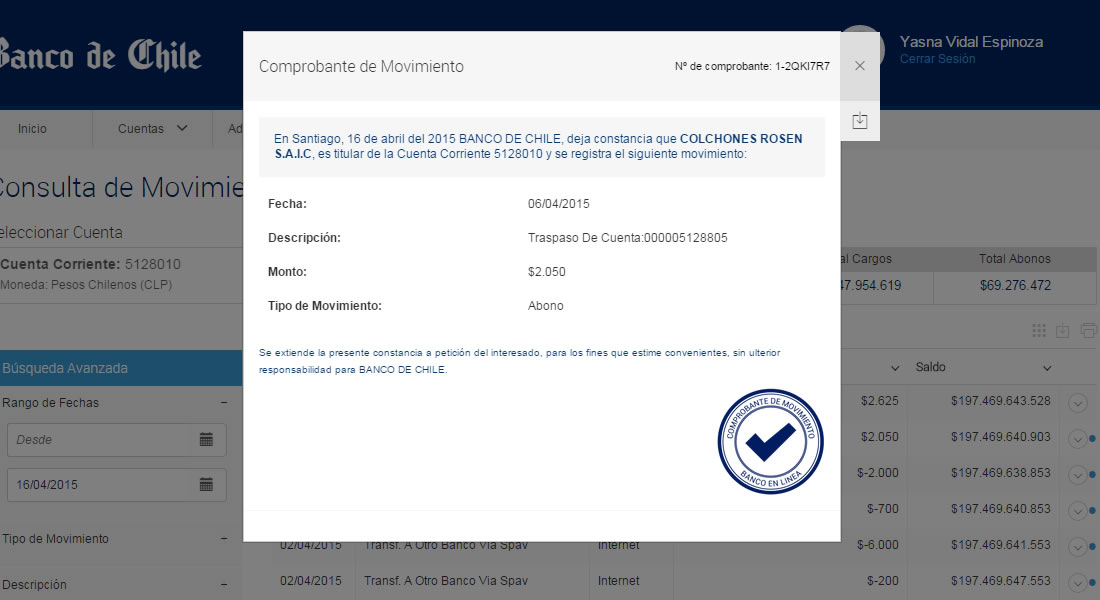 Banco de Chile
Yasna Vidal Espinoza
Cerrar Sesión
Inicio
Cuentas
Comprobante de Movimiento
Nº de comprobante: 1-2QKI7R7
En Santiago, 16 de abril del 2015 BANCO DE CHILE, deja constancia que COLCHONES ROSEN
S.A.I.C, es titular de la Cuenta Corriente 5128010 y se registra el siguiente movimiento:
Fecha: 06/04/2015
Descripción: Traspaso De Cuenta:000005128805
Monto: $2.050
Tipo de Movimiento: Abono
Se extiende la presente constancia a petición del interesado, para los fines que estime convenientes, sin ulterior
responsabilidad para BANCO DE CHILE.
COMPROBANTE DE MOVIMIENTO
BANCO EN LINEA
Consulta de Movimie
eleccionar Cuenta
Cuenta Corriente: 5128010
Moneda: Pesos Chilenos (CLP)
Búsqueda Avanzada
Rango de Fechas
Desde
16/04/2015
Tipo de Movimiento
Descripción
al Cargos Total Abonos
47.954.619 $69.276.472
Saldo
$2.625 $197.469.643.528
$2.050 $197.469.640.903
$-2.000 $197.469.638.853
$-700 $197.469.640.853
02/04/2015 Transf. A Otro Banco Via Spav Internet $-6.000 $197.469.641.553
02/04/2015 Transf. A Otro Banco Via Spav Internet $-200 $197.469.647.553